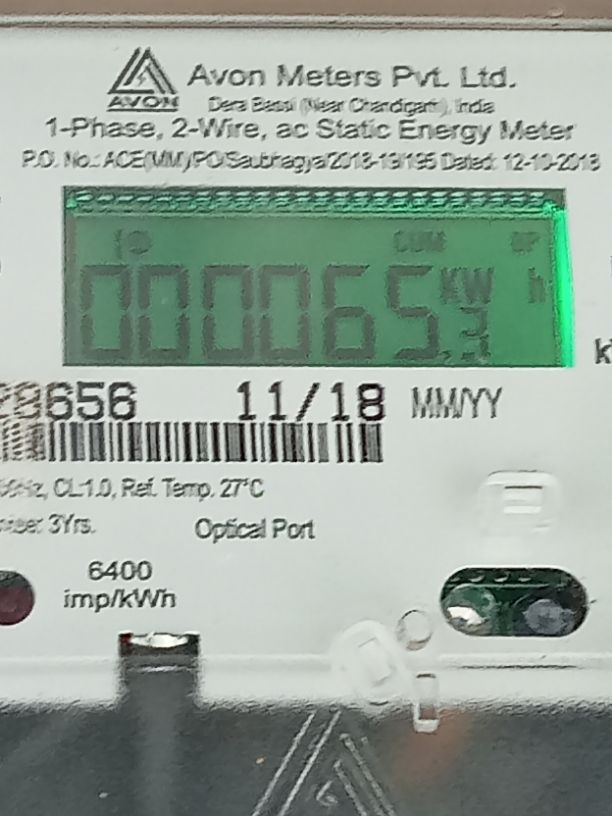 AVON
Avon Meters Pvt. Ltd.
Dera Bassi (Near Chandigarh), India
1-Phase, 2-Wire, ac Static Energy Meter
P.O. No.: ACE(MM)/PO/Saubhagya/2018-19/195 Dated: 12-10-2018
CUM
000065.3 KW h
28656 11/18 MM/YY
Hz, CL:1.0, Ref. Temp. 27°C
3Yrs. Optical Port
6400
imp/kWh